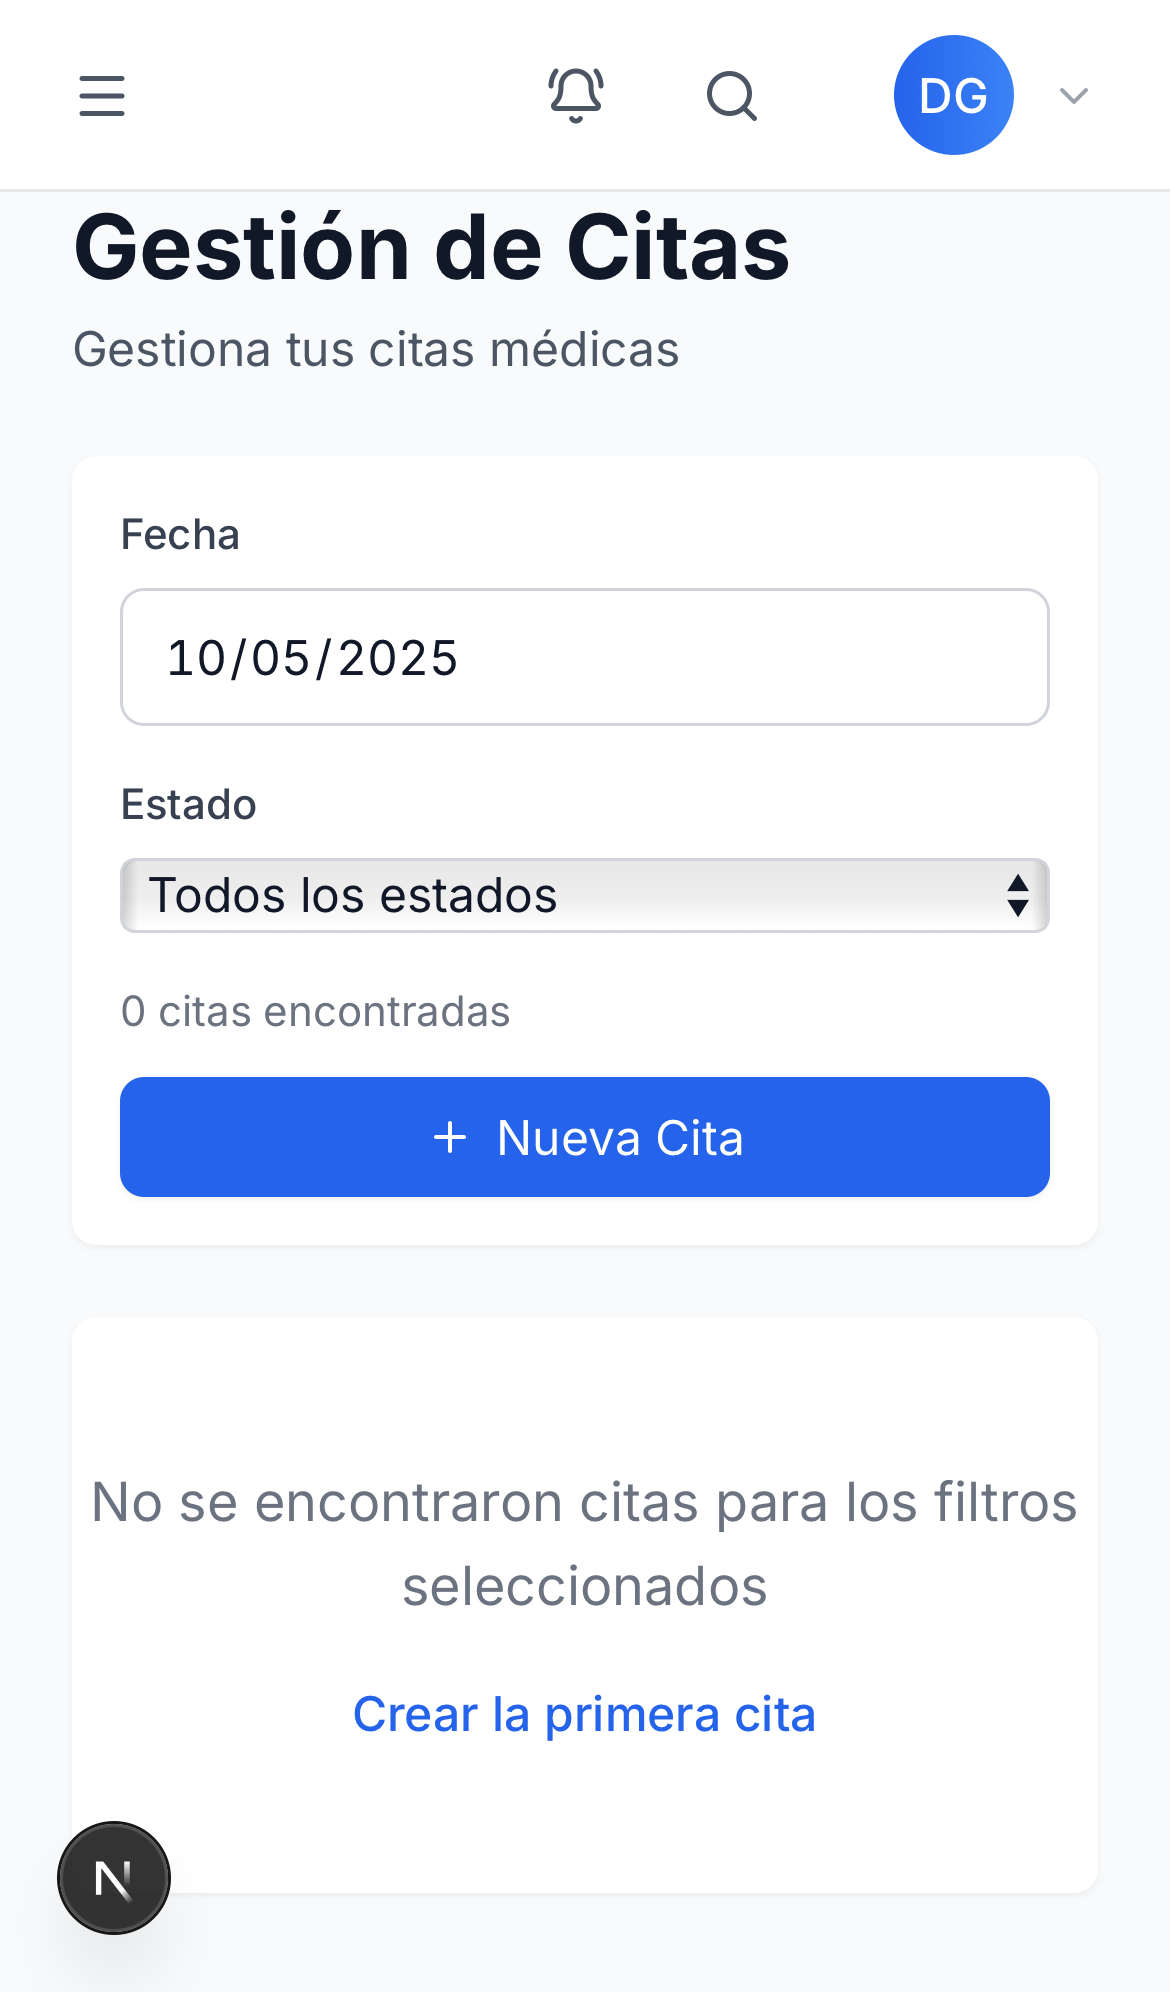 DG
Gestión de Citas
Gestiona tus citas médicas
Fecha
10/05/2025
Estado
Todos los estados
0 citas encontradas
+ Nueva Cita
No se encontraron citas para los filtros
seleccionados
Crear la primera cita
N